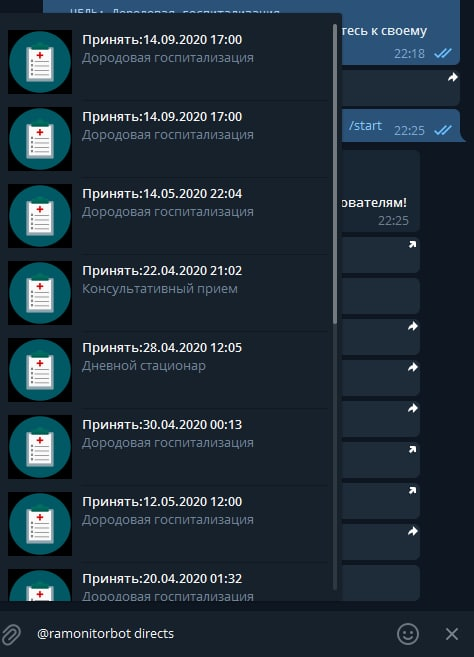 ЦЕЛЬ: Дородовая госпитализация
тесь к своему
22:18
/start
22:25
ователям!
22:25
Принять:14.09.2020 17:00
Дородовая госпитализация
Принять:14.09.2020 17:00
Дородовая госпитализация
Принять:14.05.2020 22:04
Дородовая госпитализация
Принять:22.04.2020 21:02
Консультативный прием
Принять:28.04.2020 12:05
Дневной стационар
Принять:30.04.2020 00:13
Дородовая госпитализация
Принять:12.05.2020 12:00
Дородовая госпитализация
Принять:20.04.2020 01:32
Дородовая госпитализация
@ramonitorbot directs